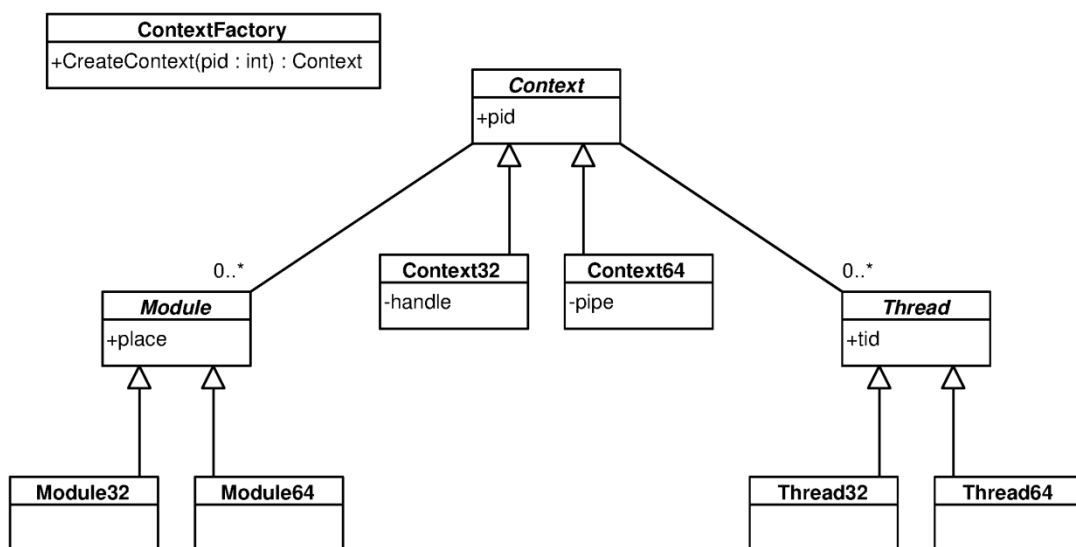 ContextFactory
+CreateContext(pid : int) : Context
Context
+pid
0..*
Module
+place
Context32
-handle
Context64
-pipe
0..*
Thread
+tid
Module32
Module64
Thread32
Thread64